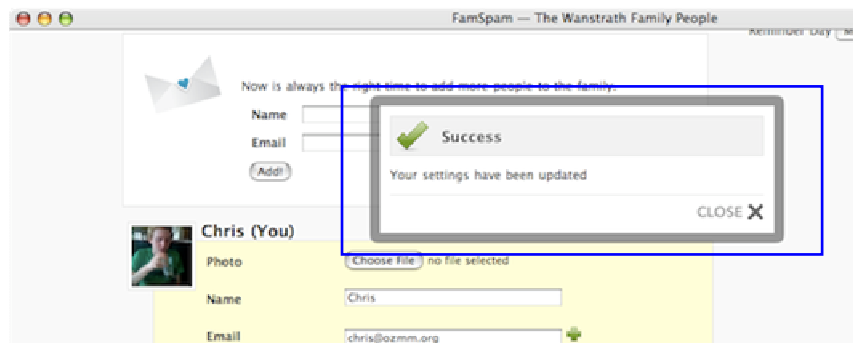 FamSpam — The Wanstrath Family People
Reminder Day
Now is always the right time to add more people to the family.
Name
Email
Add!
Success
Your settings have been updated
CLOSE
Chris (You)
Photo
Choose File no file selected
Name
Chris
Email
chris@ozmm.org